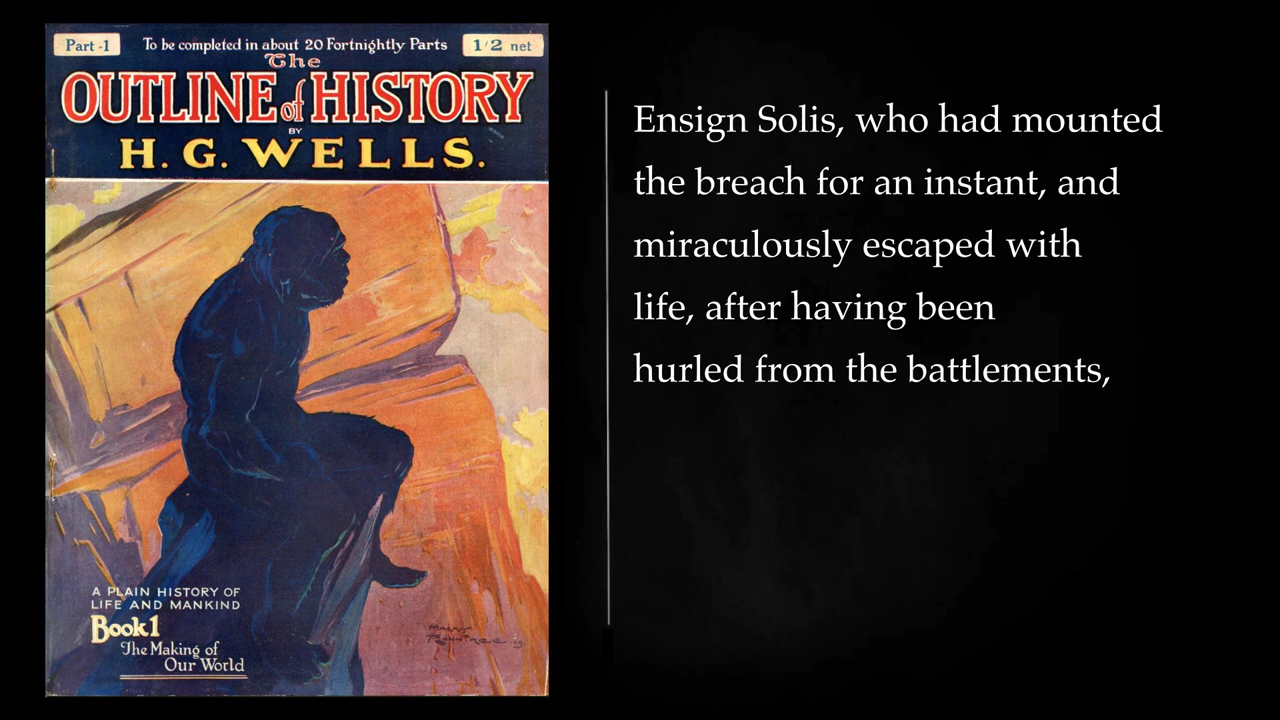 Part -1
To be completed in about 20 Fortnightly Parts
1/2 net
The
OUTLINE of HISTORY
BY
H. G. WELLS.
A PLAIN HISTORY OF
LIFE AND MANKIND
Book 1
The Making of
Our World
Ensign Solis, who had mounted
the breach for an instant, and
miraculously escaped with
life, after having been
hurled from the battlements,